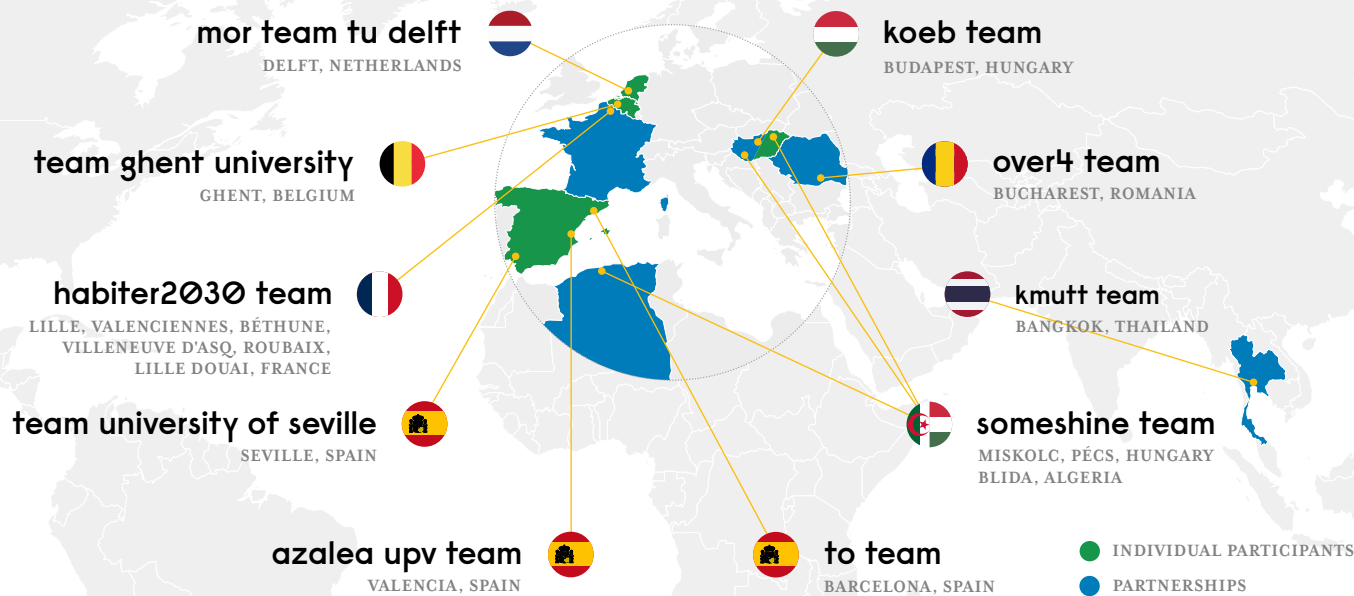 mor team tu delft
DELFT, NETHERLANDS
koeb team
BUDAPEST, HUNGARY
team ghent university
GHENT, BELGIUM
over4 team
BUCHAREST, ROMANIA
habiter2030 team
LILLE, VALENCIENNES, BÉTHUNE,
VILLENEUVE D'ASQ, ROUBAIX,
LILLE DOUAI, FRANCE
kmutt team
BANGKOK, THAILAND
team university of seville
SEVILLE, SPAIN
someshine team
MISKOLC, PÉCS, HUNGARY
BLIDA, ALGERIA
azalea upv team
VALENCIA, SPAIN
to team
BARCELONA, SPAIN
INDIVIDUAL PARTICIPANTS
PARTNERSHIPS